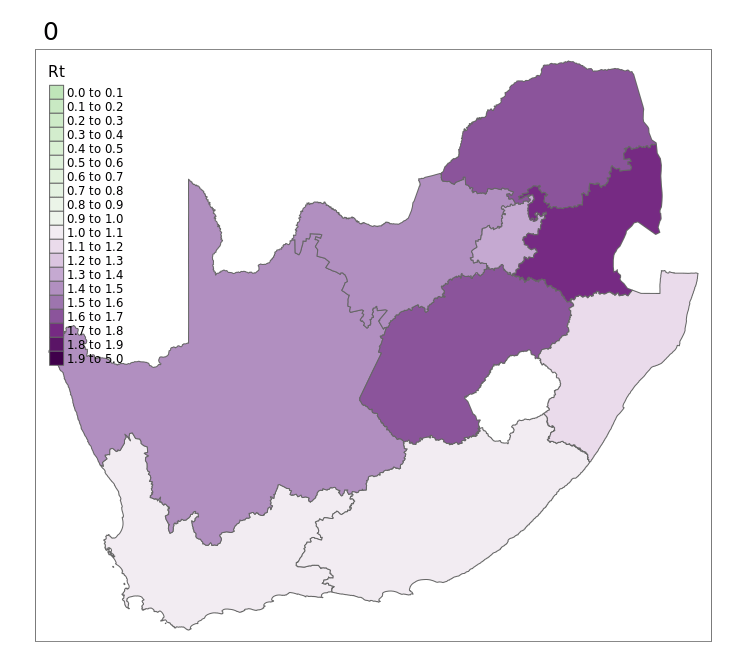 0
Rt
0.0 to 0.1
0.1 to 0.2
0.2 to 0.3
0.3 to 0.4
0.4 to 0.5
0.5 to 0.6
0.6 to 0.7
0.7 to 0.8
0.8 to 0.9
0.9 to 1.0
1.0 to 1.1
1.1 to 1.2
1.2 to 1.3
1.3 to 1.4
1.4 to 1.5
1.5 to 1.6
1.6 to 1.7
1.7 to 1.8
1.8 to 1.9
1.9 to 5.0